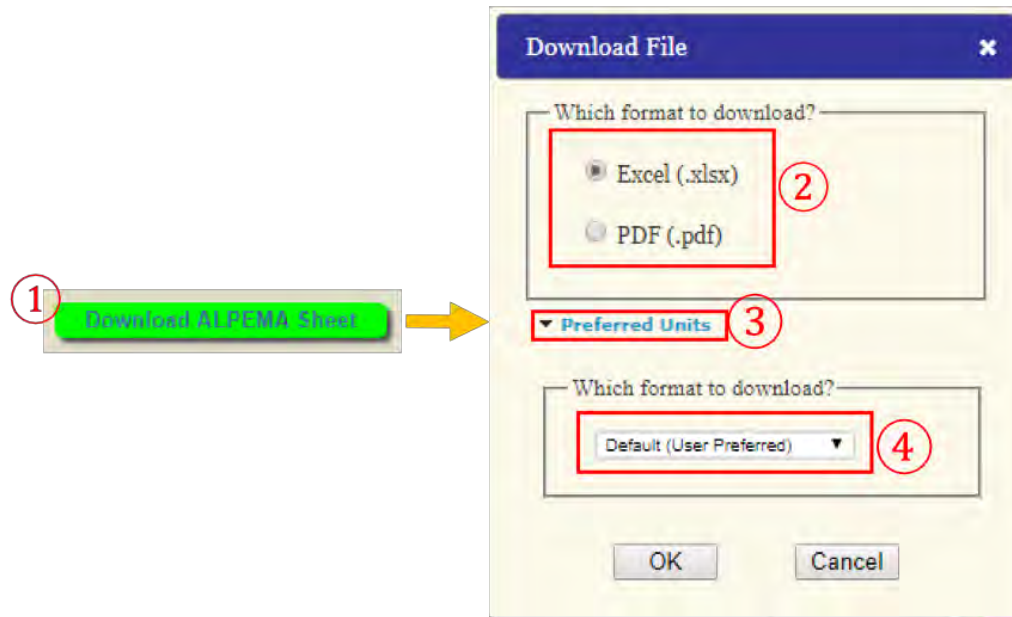 ①
Download ALPEMA Sheet
Download File ×
Which format to download?
Excel (.xlsx)
②
PDF (.pdf)
▼ Preferred Units
③
Which format to download?
Default (User Preferred) ▼
④
OK
Cancel